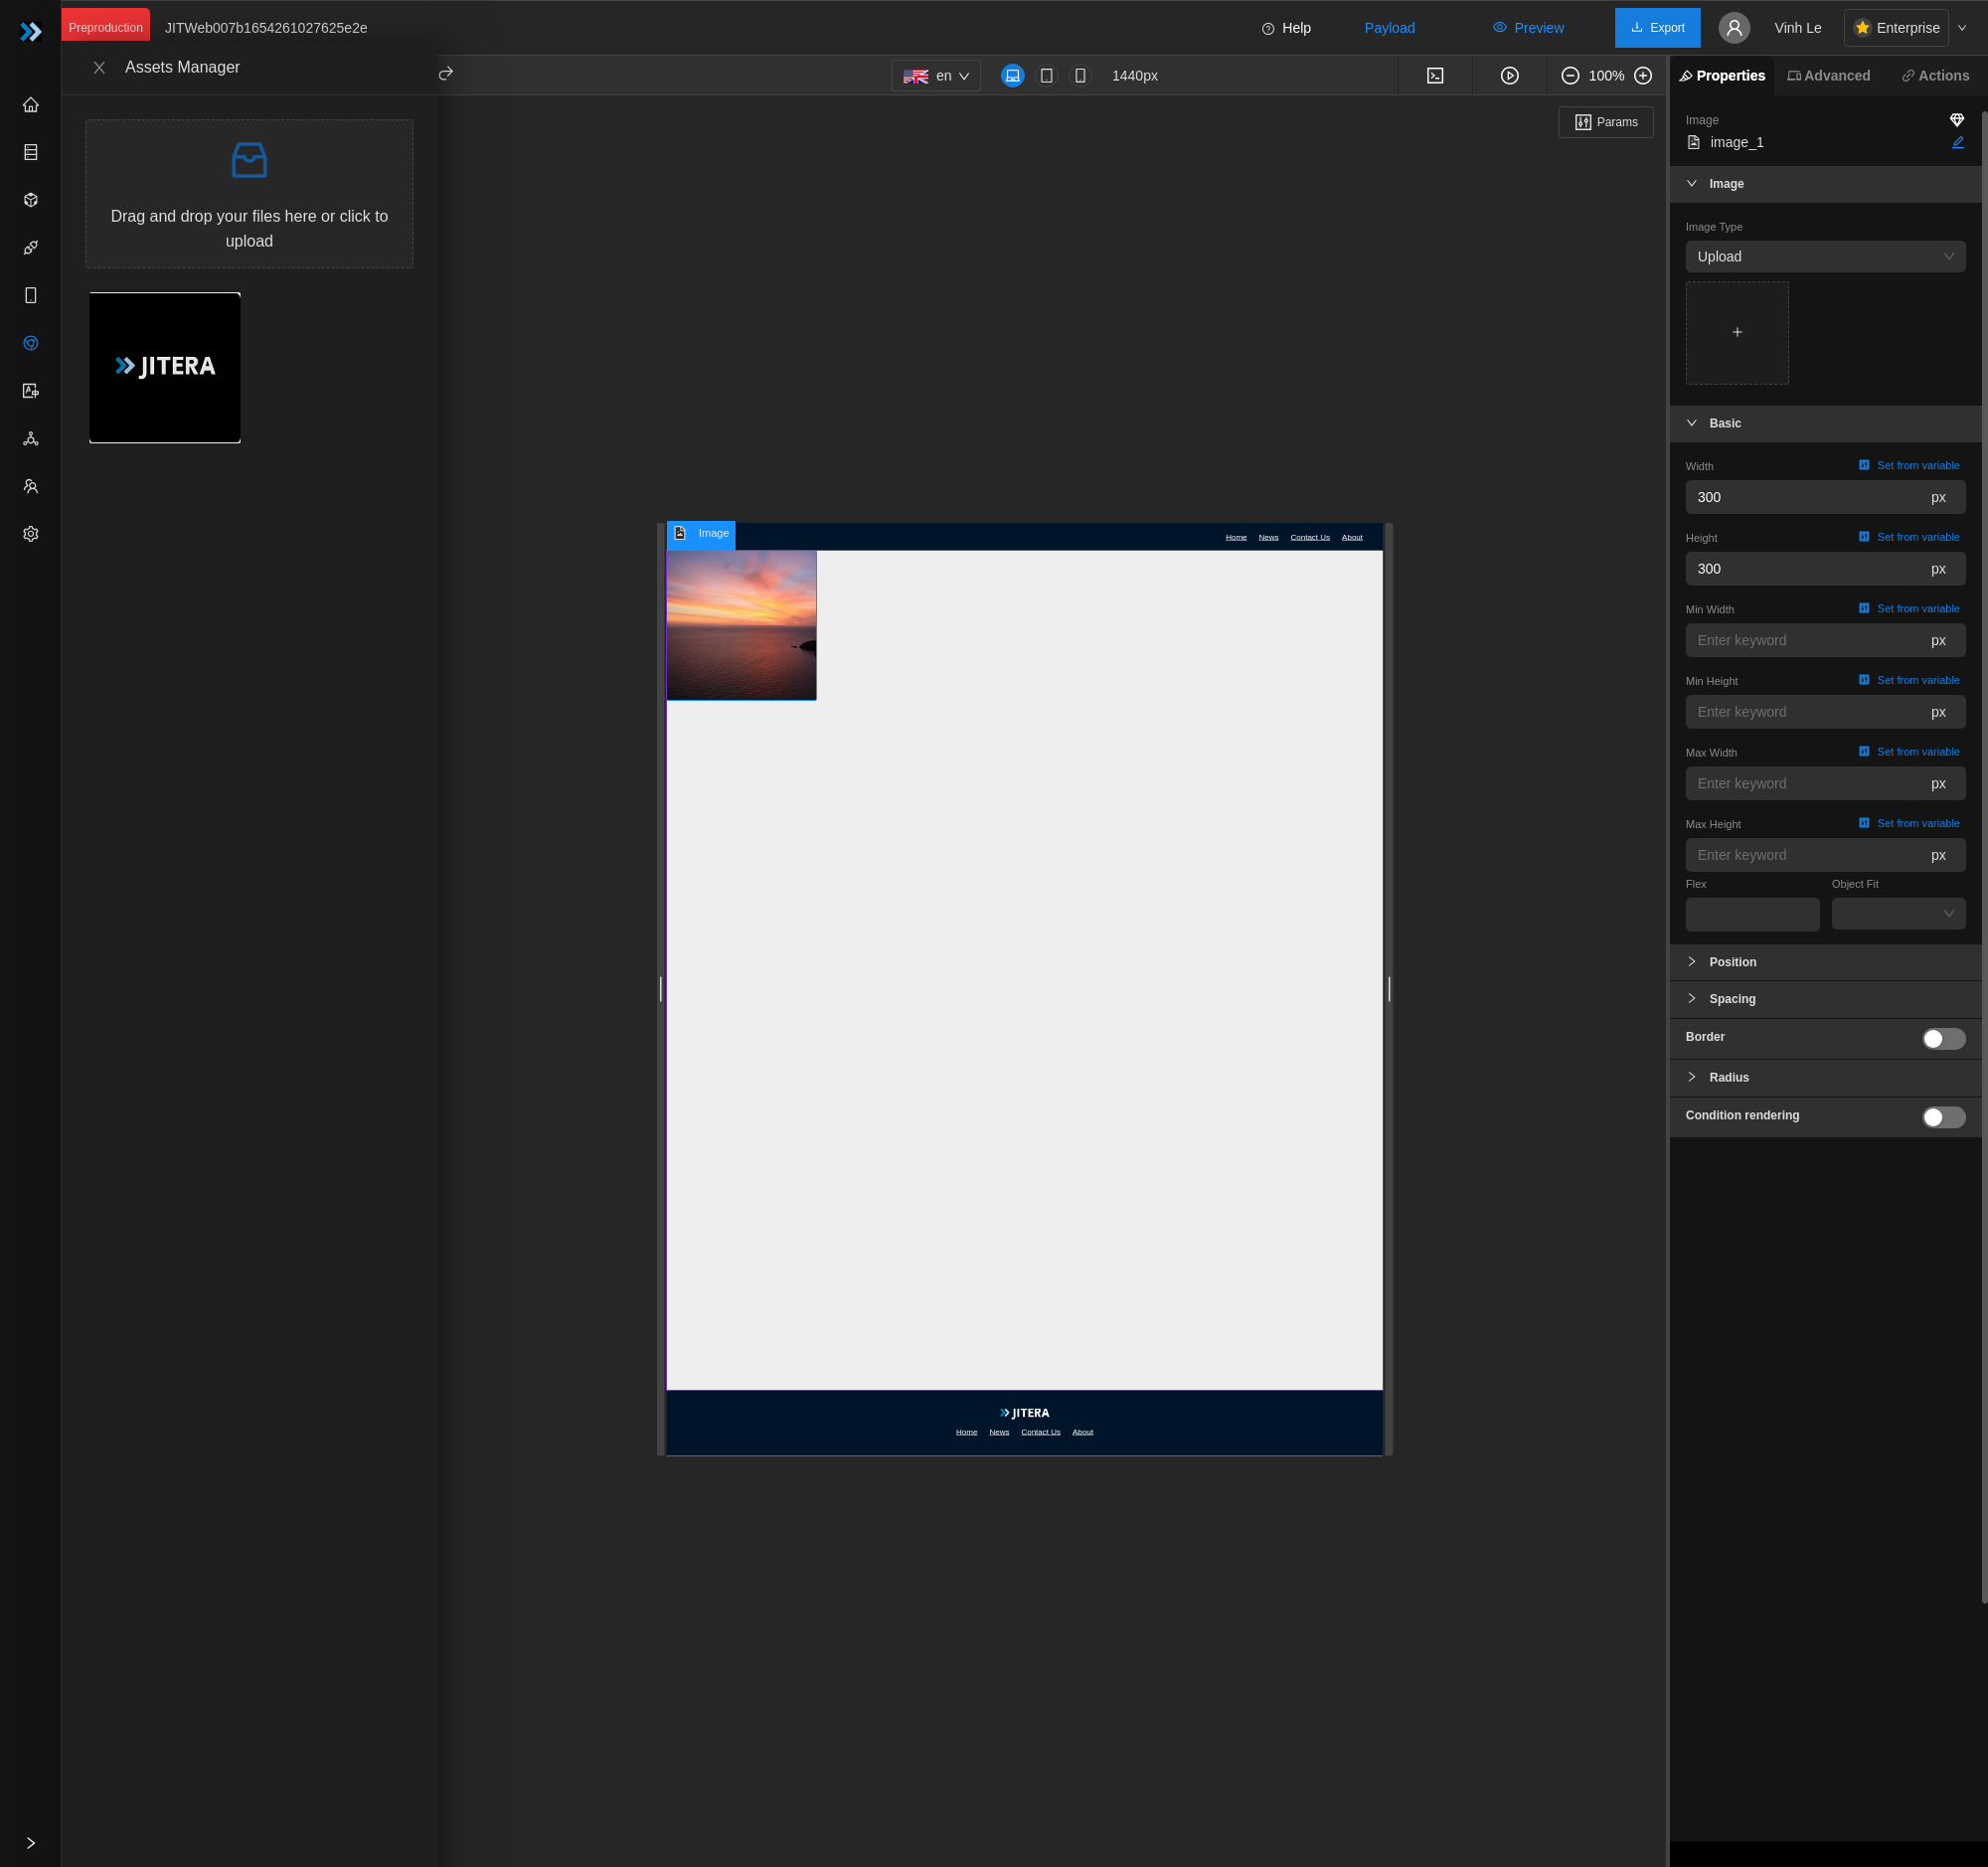 Preproduction
JITWeb007b1654261027625e2e
Help
Payload
Preview
Export
Vinh Le
Enterprise
Assets Manager
en
1440px
100%
Properties
Advanced
Actions
Drag and drop your files here or click to
upload
JITERA
Params
Image
image_1
Image
Image Type
Upload
Basic
Width
Set from variable
300
px
Height
Set from variable
300
px
Min Width
Set from variable
Enter keyword
px
Min Height
Set from variable
Enter keyword
px
Max Width
Set from variable
Enter keyword
px
Max Height
Set from variable
Enter keyword
px
Flex
Object Fit
Position
Spacing
Border
Radius
Condition rendering
Image
Home
News
Contact Us
About
JITERA
Home
News
Contact Us
About